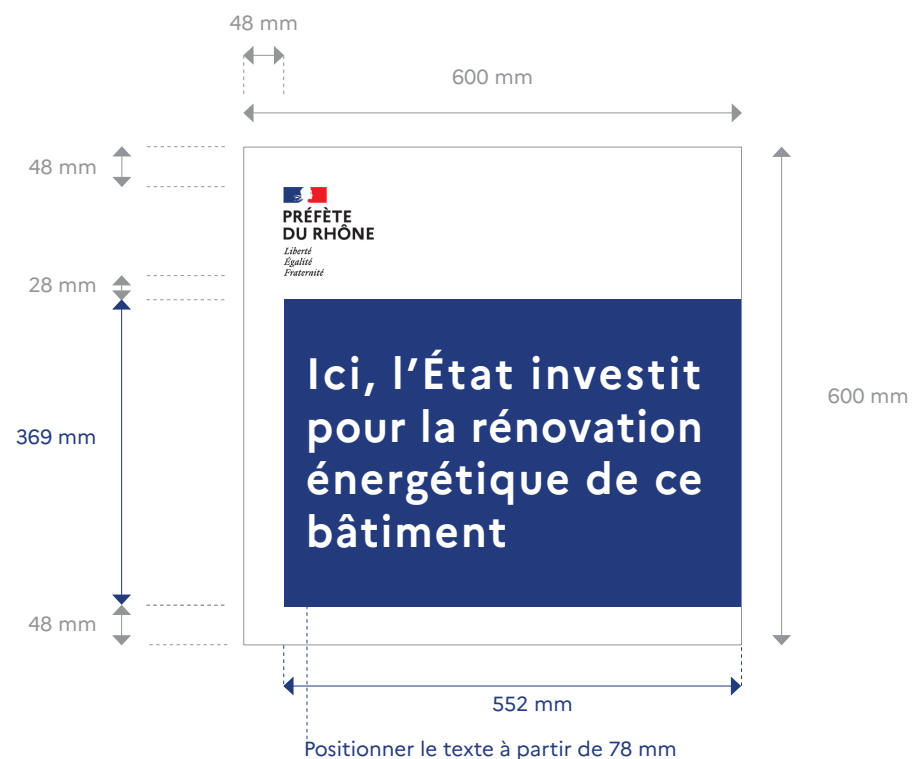 48 mm
600 mm
48 mm
PRÉFÈTE
DU RHÔNE
Liberté
Égalité
Fraternité
28 mm
Ici, l’État investit
pour la rénovation
énergétique de ce
bâtiment
600 mm
369 mm
48 mm
552 mm
Positionner le texte à partir de 78 mm